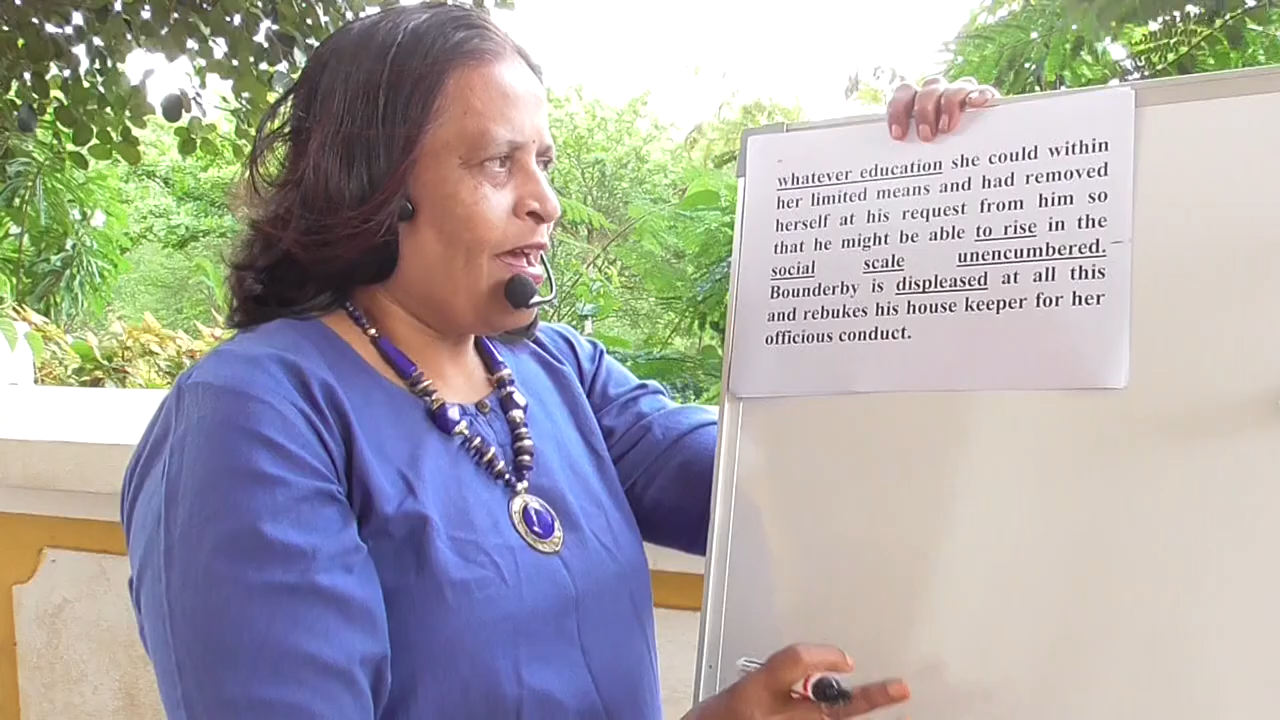 whatever education she could within
her limited means and had removed
herself at his request from him so
that he might be able to rise in the
social scale unencumbered.
Bounderby is displeased at all this
and rebukes his house keeper for her
officious conduct.